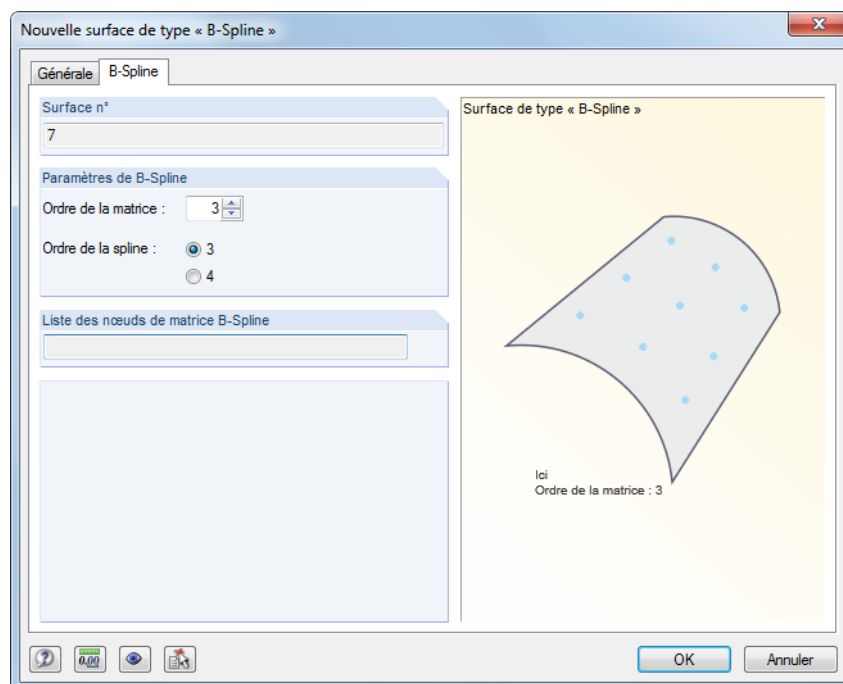 Nouvelle surface de type « B-Spline »
Générale
B-Spline
Surface n°
7
Paramètres de B-Spline
Ordre de la matrice :
3
Ordre de la spline :
3
4
Liste des nœuds de matrice B-Spline
Surface de type « B-Spline »
Ici
Ordre de la matrice : 3
0.00
OK
Annuler